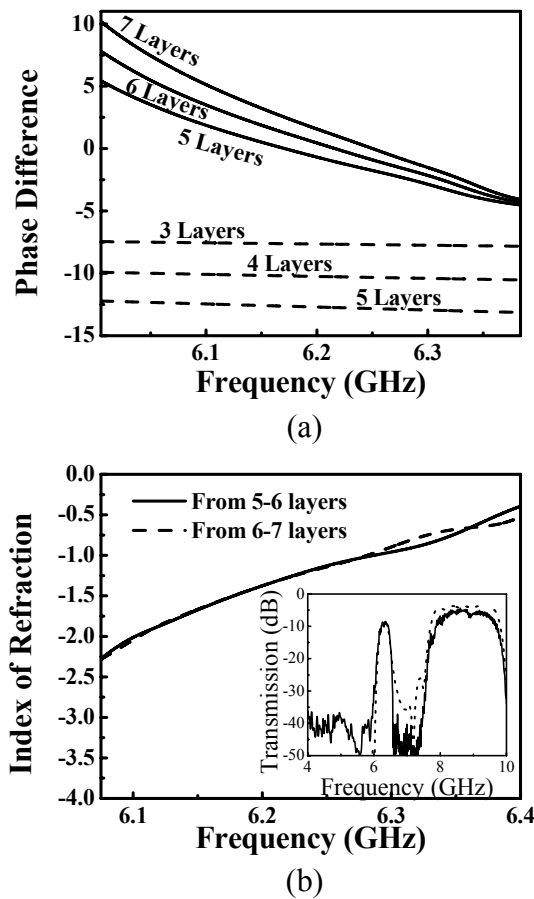 10
5
0
-5
-10
-15
Phase Difference
7 Layers
6 Layers
5 Layers
3 Layers
4 Layers
5 Layers
6.1 6.2 6.3
Frequency (GHz)
(a)
0.0
-0.5
-1.0
-1.5
-2.0
-2.5
-3.0
-3.5
-4.0
Index of Refraction
From 5-6 layers
From 6-7 layers
0
-10
-20
-30
-40
-50
Transmission (dB)
4 6 8 10
Frequency (GHz)
6.1 6.2 6.3 6.4
Frequency (GHz)
(b)